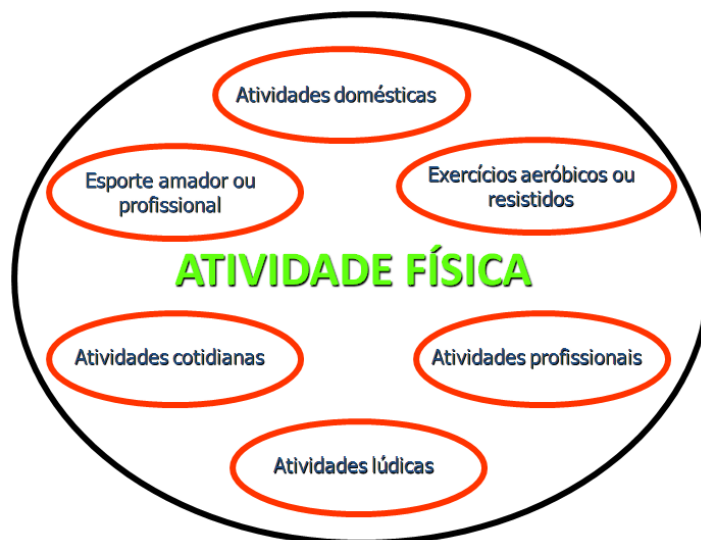 Atividades domésticas
Esporte amador ou
profissional
Exercícios aeróbicos ou
resistidos
ATIVIDADE FÍSICA
Atividades cotidianas
Atividades profissionais
Atividades lúdicas